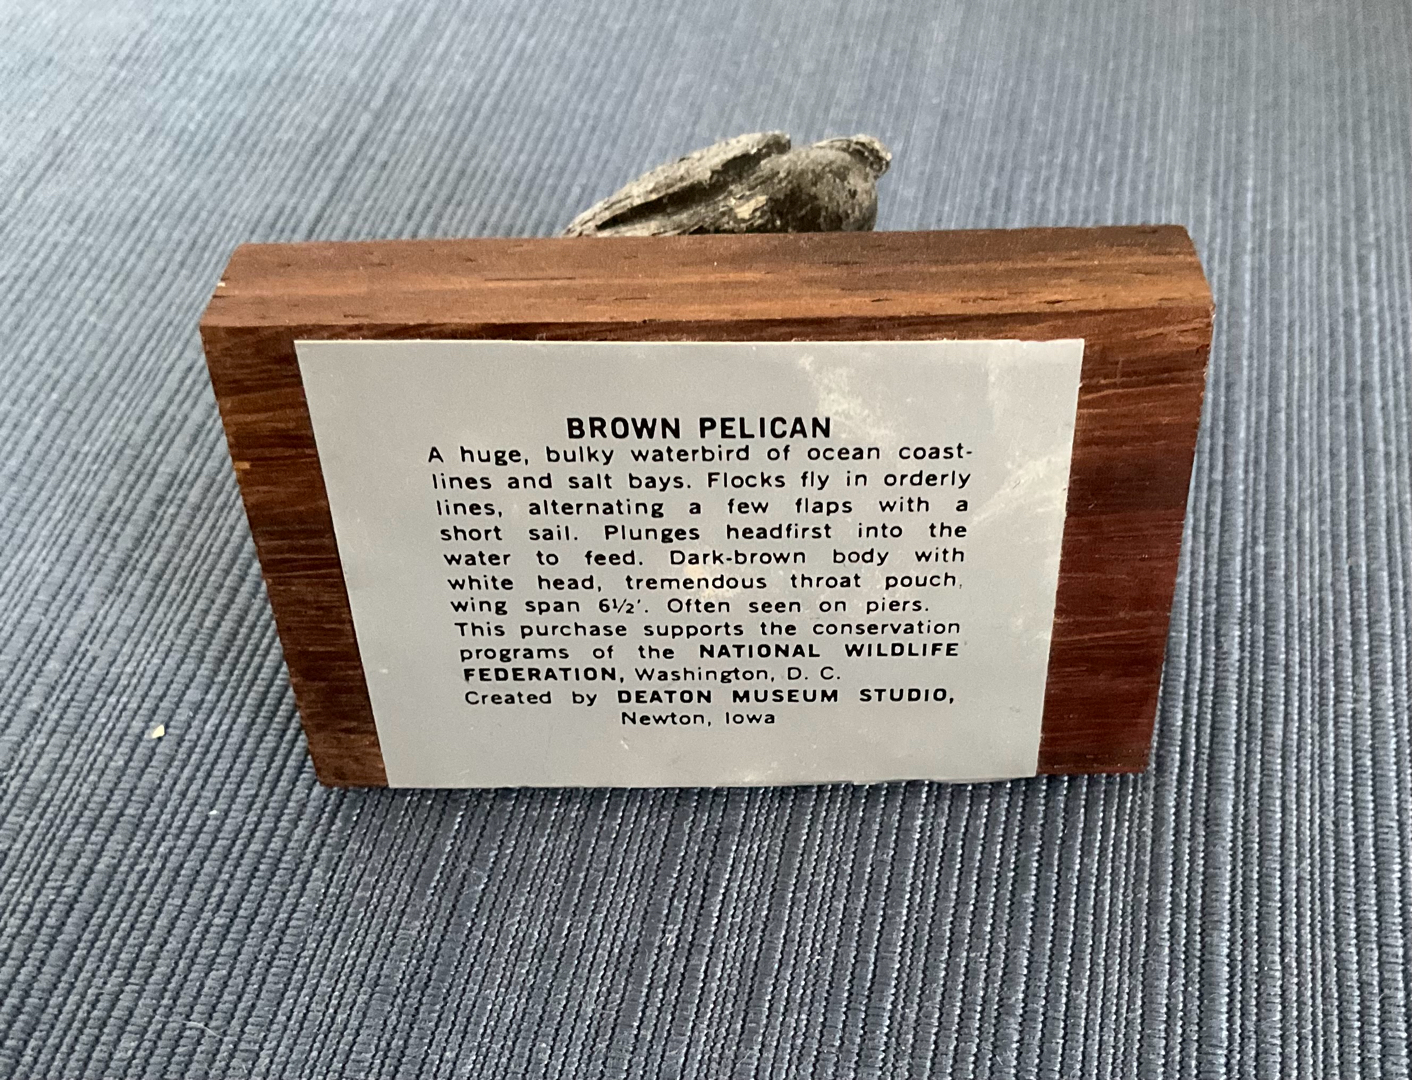 BROWN PELICAN
A huge, bulky waterbird of ocean coast-
lines and salt bays. Flocks fly in orderly
lines, alternating a few flaps with a
short sail. Plunges headfirst into the
water to feed. Dark-brown body with
white head, tremendous throat pouch,
wing span 6½'. Often seen on piers.
This purchase supports the conservation
programs of the NATIONAL WILDLIFE
FEDERATION, Washington, D. C.
Created by DEATON MUSEUM STUDIO,
Newton, Iowa